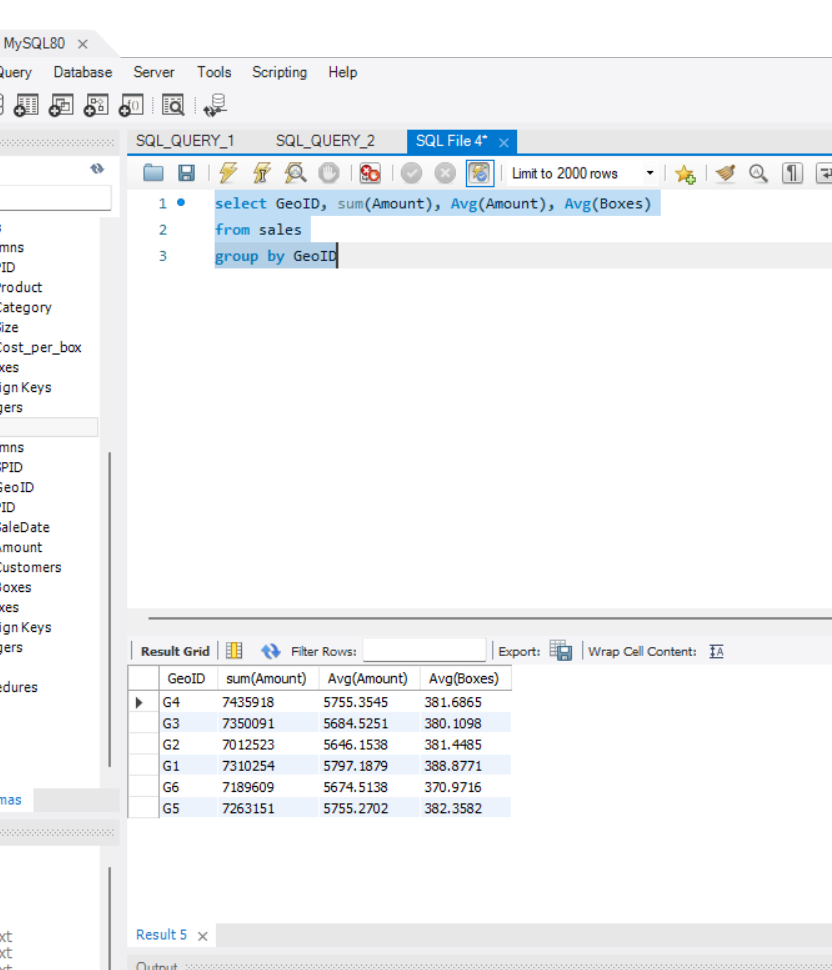 MySQL80 ×
Query Database Server Tools Scripting Help
SQL_QUERY_1 SQL_QUERY_2 SQL File 4* ×
Limit to 2000 rows
1 select GeoID, sum(Amount), Avg(Amount), Avg(Boxes)
2 from sales
3 group by GeoID
mns
PID
Product
Category
Size
Cost_per_box
xes
ign Keys
gers
mns
SPID
GeoID
PID
SaleDate
Amount
Customers
Boxes
xes
ign Keys
gers
edures
Result Grid Filter Rows: Export: Wrap Cell Content:
GeoID sum(Amount) Avg(Amount) Avg(Boxes)
G4 7435918 5755.3545 381.6865
G3 7350091 5684.5251 380.1098
G2 7012523 5646.1538 381.4485
G1 7310254 5797.1879 388.8771
G6 7189609 5674.5138 370.9716
G5 7263151 5755.2702 382.3582
mas
Result 5 ×
xt
xt
xt
Output